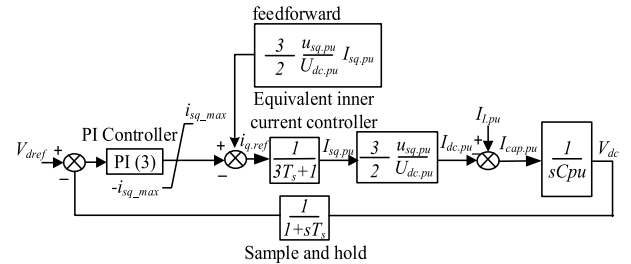 feedforward
3/2 u_sq.pu/U_dc.pu I_sq.pu
Equivalent inner
current controller
i_sq_max
PI Controller
V_dref
+
−
PI (3)
-i_sq_max
+
−
i_q.ref
1/3T_s+1
I_sq.pu
3/2 u_sq.pu/U_dc.pu
I_dc.pu
I_l.pu
I_cap.pu
1/sCpu
V_dc
1/1+sT_s
Sample and hold